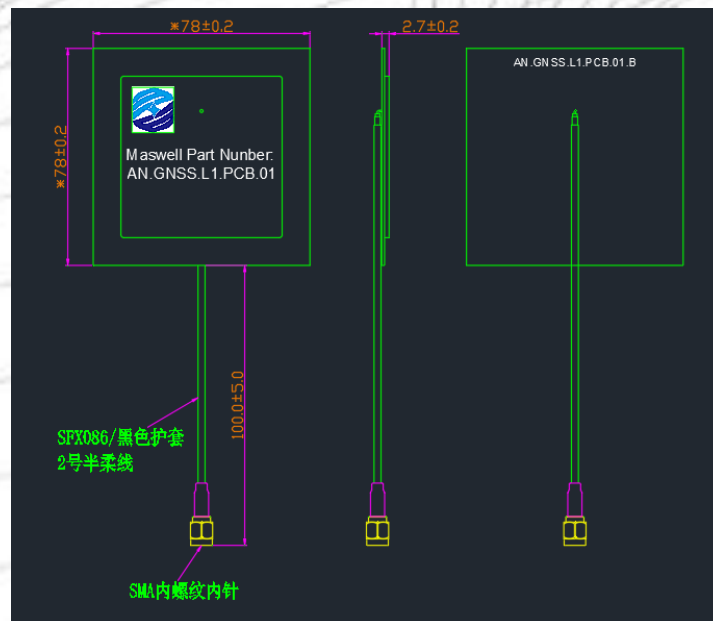 *78±0.2
2.7±0.2
AN.GNSS.L1.PCB.01.B
*78±0.2
Maswell Part Nunber:
AN.GNSS.L1.PCB.01
100.0±5.0
SFX086/黑色护套
2号半柔线
SMA内螺纹内针